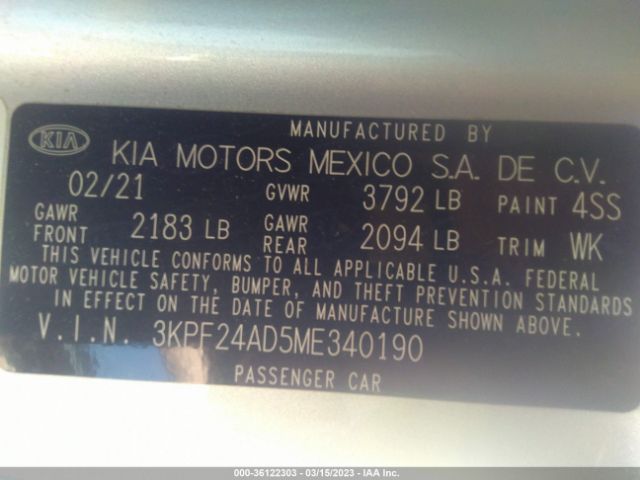 MANUFACTURED BY
KIA KIA MOTORS MEXICO S.A. DE C.V.
02/21 GVWR 3792 LB PAINT 4SS
GAWR FRONT 2183 LB GAWR REAR 2094 LB TRIM WK
THIS VEHICLE CONFORMS TO ALL APPLICABLE U.S.A. FEDERAL
MOTOR VEHICLE SAFETY, BUMPER, AND THEFT PREVENTION STANDARDS
IN EFFECT ON THE DATE OF MANUFACTURE SHOWN ABOVE.
V.I.N. 3KPF24AD5ME340190
PASSENGER CAR
000-36122303 - 03/15/2023 - IAA Inc.